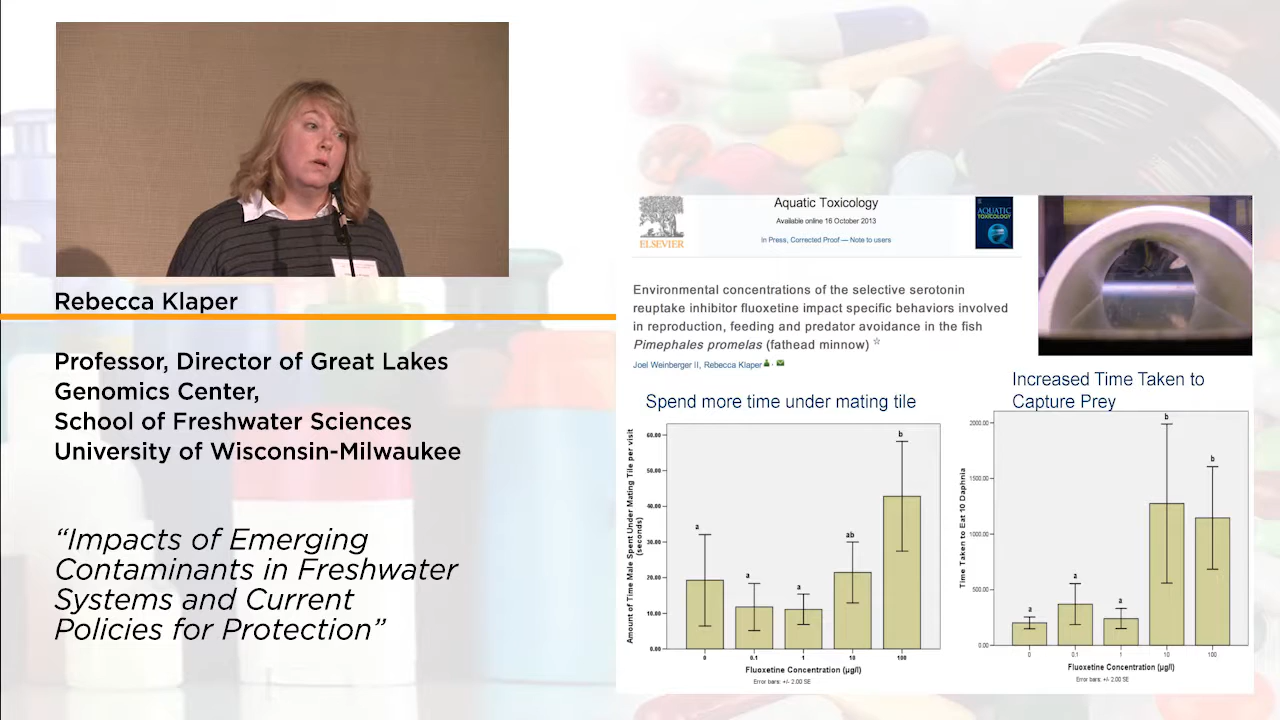 Rebecca Klaper
Professor, Director of Great Lakes
Genomics Center,
School of Freshwater Sciences
University of Wisconsin-Milwaukee
“Impacts of Emerging
Contaminants in Freshwater
Systems and Current
Policies for Protection”
ELSEVIER
Aquatic Toxicology
Available online 16 October 2013
In Press, Corrected Proof — Note to users
AQUATIC
TOXICOLOGY
Environmental concentrations of the selective serotonin
reuptake inhibitor fluoxetine impact specific behaviors involved
in reproduction, feeding and predator avoidance in the fish
Pimephales promelas (fathead minnow) ☆
Joel Weinberger II, Rebecca Klaper
Spend more time under mating tile
Amount of Time Male Spent Under Mating Tile per visit
(seconds)
60.00
50.00
40.00
30.00
20.00
10.00
0.00
a
a
a
ab
b
0
0.1
1
10
100
Fluoxetine Concentration (µg/l)
Error bars: +/- 2.00 SE
Increased Time Taken to
Capture Prey
Time Taken to Eat 10 Daphnia
2000.00
1500.00
1000.00
500.00
0.00
a
a
a
b
b
0
0.1
1
10
100
Fluoxetine Concentration (µg/l)
Error bars: +/- 2.00 SE